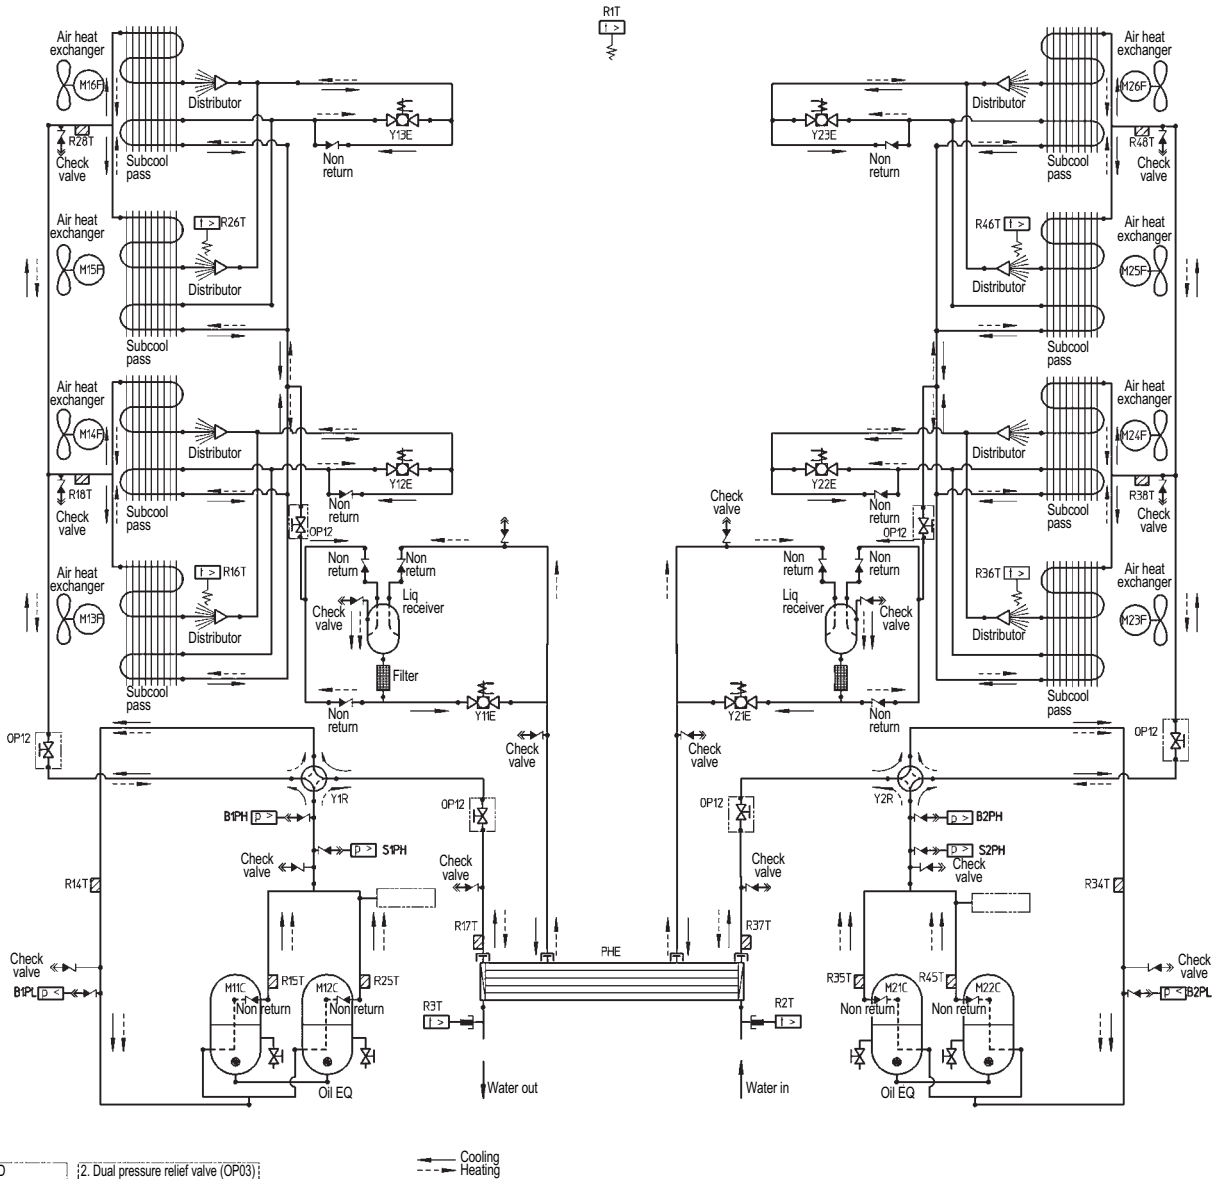 R1T
Air heat
exchanger
M16F
Distributor
R28T
Check
valve
Subcool
pass
Y13E
Non
return
Air heat
exchanger
M26F
Distributor
R48T
Check
valve
Subcool
pass
Y23E
Non
return
Air heat
exchanger
M15F
R26T
Distributor
Subcool
pass
Air heat
exchanger
M25F
R46T
Distributor
Subcool
pass
Air heat
exchanger
M14F
Distributor
R18T
Check
valve
Subcool
pass
Y12E
Non
return
OP12
Air heat
exchanger
M24F
Distributor
R38T
Check
valve
Subcool
pass
Y22E
Non
return
OP12
Check
valve
Check
valve
Air heat
exchanger
M13F
R16T
Distributor
Subcool
pass
Non
return
Non
return
Check
valve
Liq
receiver
Filter
Non
return
Y11E
Check
valve
Non
return
Non
return
Liq
receiver
Check
valve
Y21E
Non
return
Check
valve
Air heat
exchanger
M23F
R36T
Distributor
Subcool
pass
OP12
Y1R
OP12
B1PH
p >
S1PH
p >
Check
valve
Check
valve
R14T
R17T
OP12
Y2R
OP12
B2PH
p >
S2PH
p >
Check
valve
Check
valve
R34T
R37T
PHE
Check
valve
B1PL
p <
M11C
R15T
Non return
M12C
R25T
Non return
Oil EQ
R3T
Water out
R2T
Water in
R35T
M21C
Non return
R45T
M22C
Non return
Oil EQ
Check
valve
B2PL
p <
Cooling
Heating
2. Dual pressure relief valve (OP03)